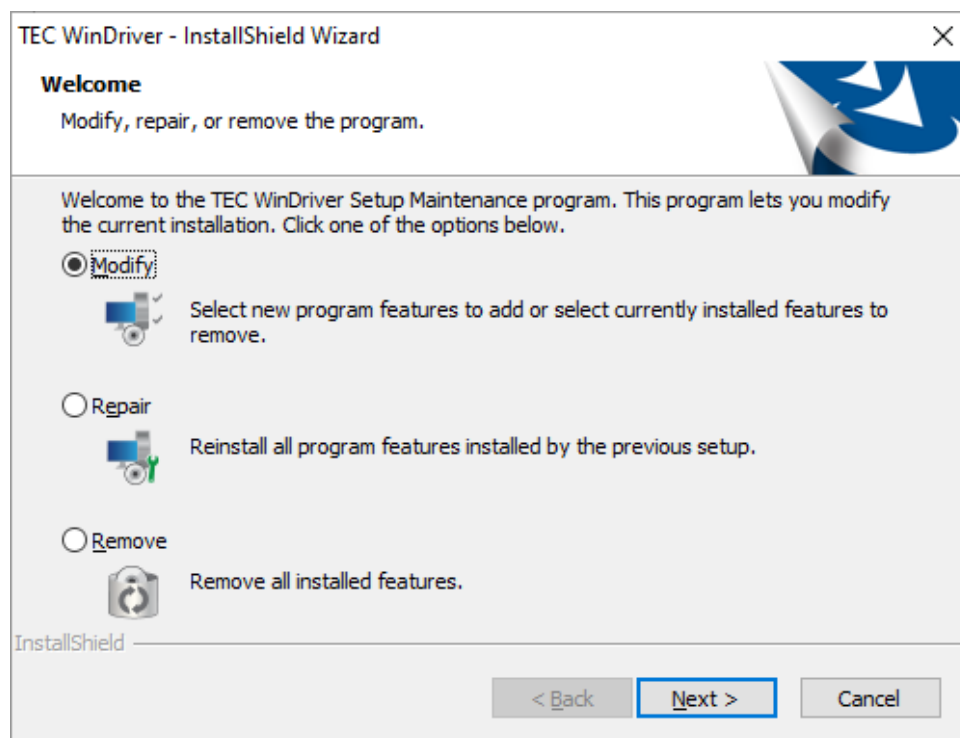 TEC WinDriver - InstallShield Wizard
Welcome
Modify, repair, or remove the program.
Welcome to the TEC WinDriver Setup Maintenance program. This program lets you modify
the current installation. Click one of the options below.
Modify
Select new program features to add or select currently installed features to
remove.
Repair
Reinstall all program features installed by the previous setup.
Remove
Remove all installed features.
InstallShield
< Back
Next >
Cancel